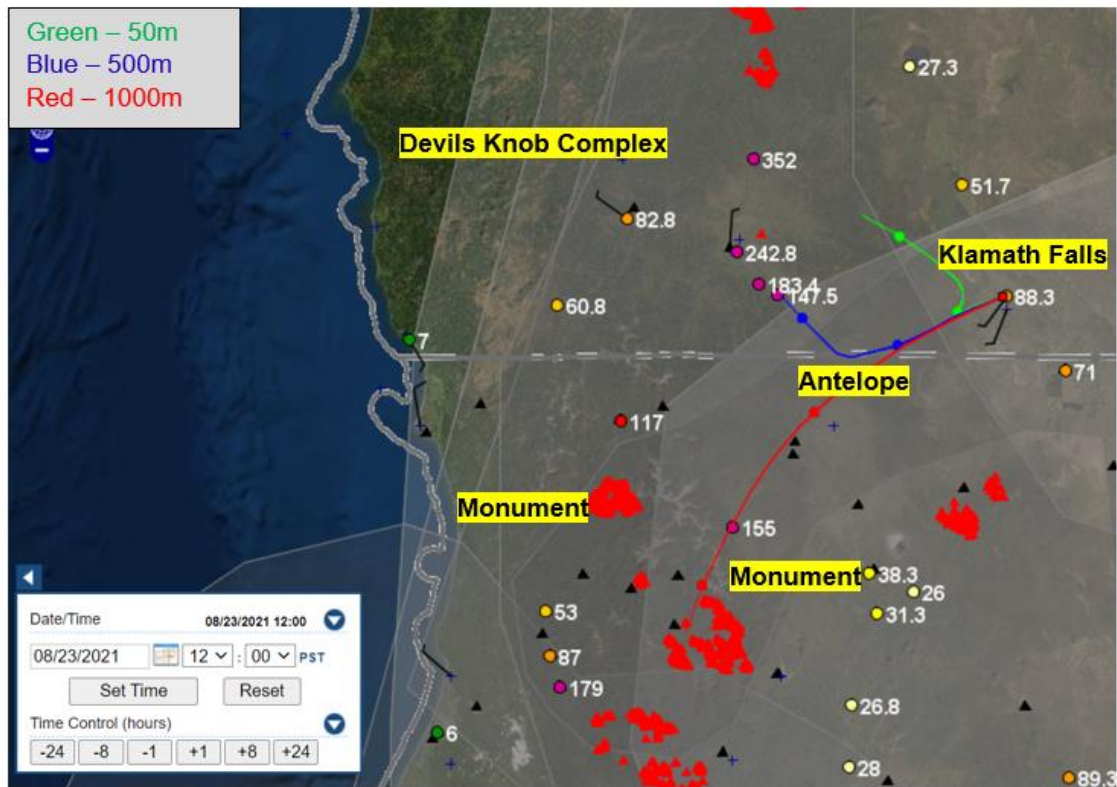 Green – 50m
Blue – 500m
Red – 1000m
27.3
Devils Knob Complex
352
51.7
82.8
242.8
Klamath Falls
183.4
147.5
88.3
60.8
7
71
Antelope
117
Monument
155
Monument
38.3
26
31.3
53
87
179
26.8
6
28
89.3
Date/Time 08/23/2021 12:00
08/23/2021 12 : 00 PST
Set Time Reset
Time Control (hours)
-24 -8 -1 +1 +8 +24